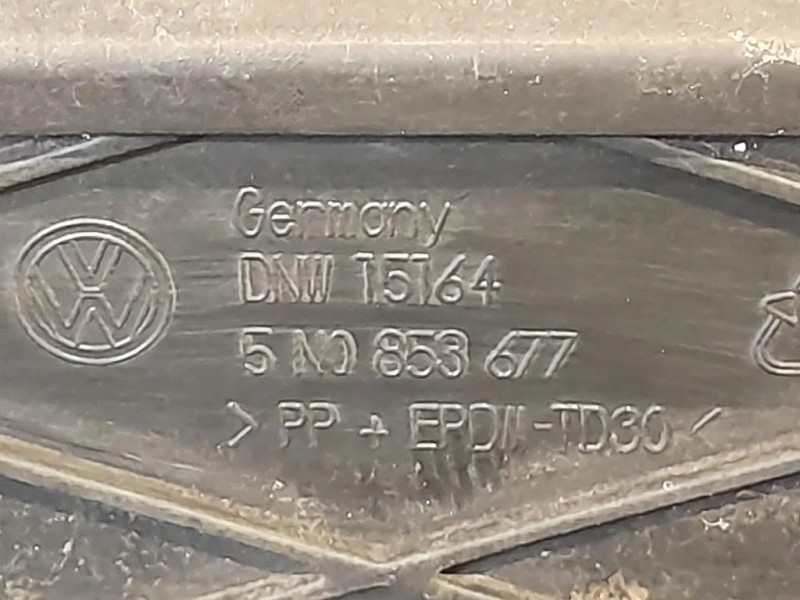 Germany
DNW 15164
5 N0 853 677
> PP + EPDM-TD30 <